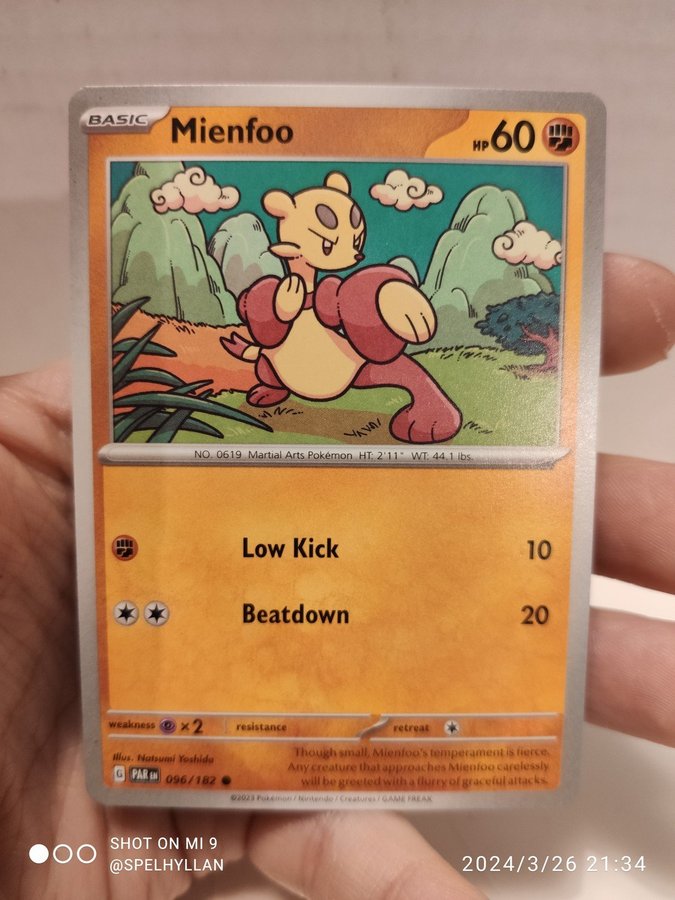 BASIC Mienfoo HP 60
NO. 0619 Martial Arts Pokémon HT: 2'11" WT: 44.1 lbs.
Low Kick 10
Beatdown 20
weakness ×2 resistance retreat
Illus. Natsumi Yoshida
G PAR EN 096/182
Though small, Mienfoo's temperament is fierce.
Any creature that approaches Mienfoo carelessly
will be greeted with a flurry of graceful attacks.
©2023 Pokémon / Nintendo / Creatures / GAME FREAK
SHOT ON MI 9
@SPELHYLLAN
2024/3/26 21:34